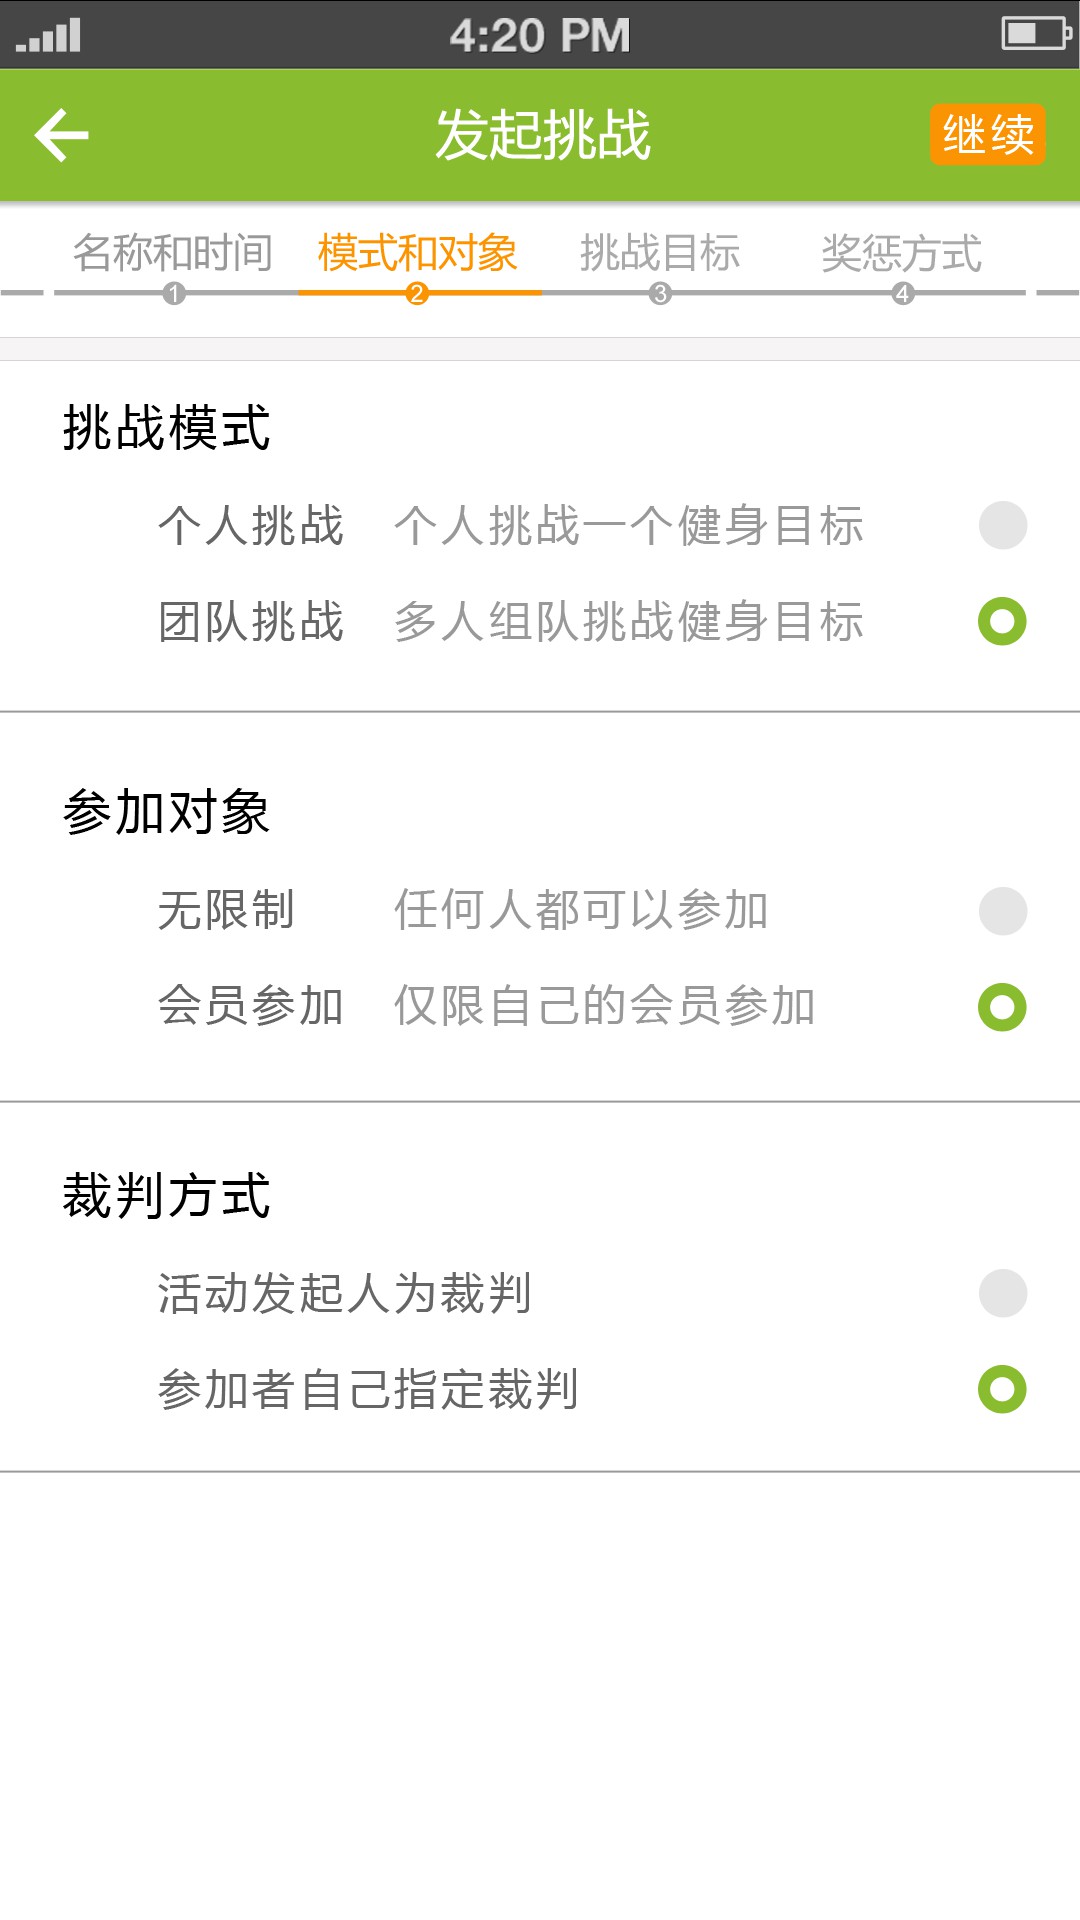 4:20 PM
发起挑战 继续
名称和时间 模式和对象 挑战目标 奖惩方式
1 2 3 4
挑战模式
个人挑战 个人挑战一个健身目标
团队挑战 多人组队挑战健身目标
参加对象
无限制 任何人都可以参加
会员参加 仅限自己的会员参加
裁判方式
活动发起人为裁判
参加者自己指定裁判